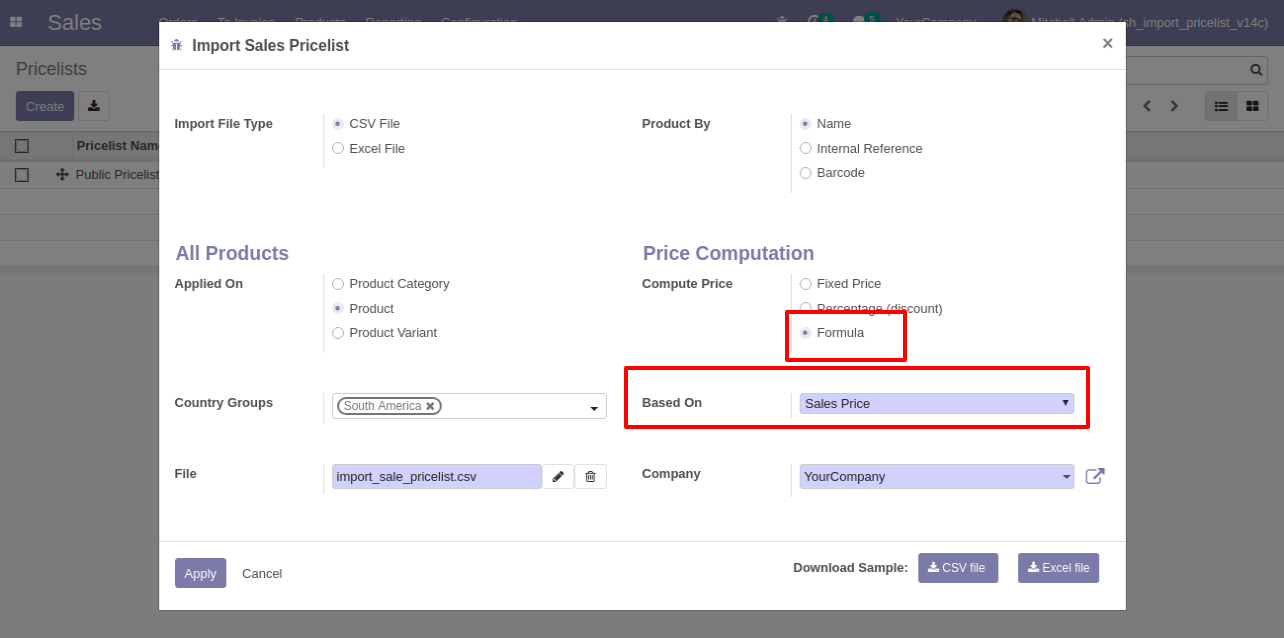 Sales Orders To Invoice Products Reporting Configuration 4 5 YourCompany Mitchell Admin (sh_import_pricelist_v14c)
Import Sales Pricelist ×
Pricelists
Create
Import File Type CSV File Product By Name
Excel File Internal Reference
Barcode
Pricelist Nam
Public Pricelist
All Products Price Computation
Applied On Product Category Compute Price Fixed Price
Product Percentage (discount)
Product Variant Formula
Country Groups South America Based On Sales Price
File import_sale_pricelist.csv Company YourCompany
Apply Cancel Download Sample: CSV file Excel file